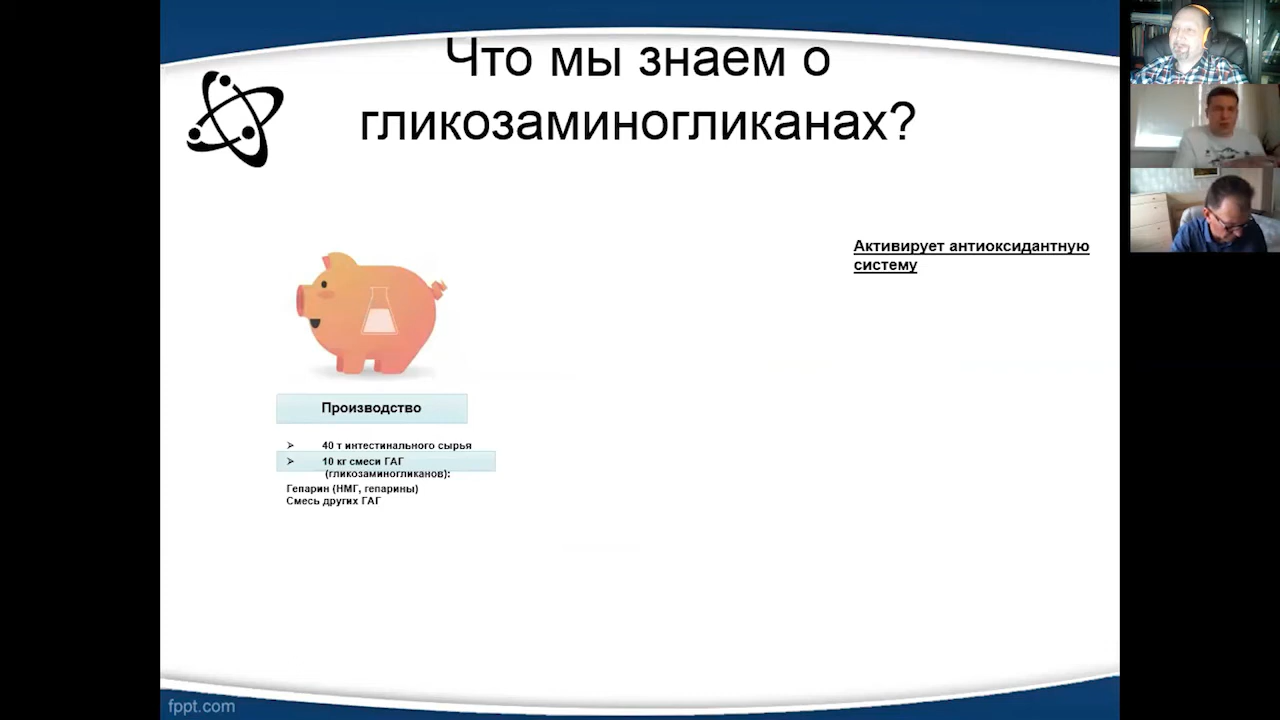 Что мы знаем о
гликозаминогликанах?
Активирует антиоксидантную
систему
Производство
➢ 40 т интестинального сырья
➢ 10 кг смеси ГАГ
(гликозаминогликанов):
Гепарин (НМГ, гепарины)
Смесь других ГАГ
fppt.com